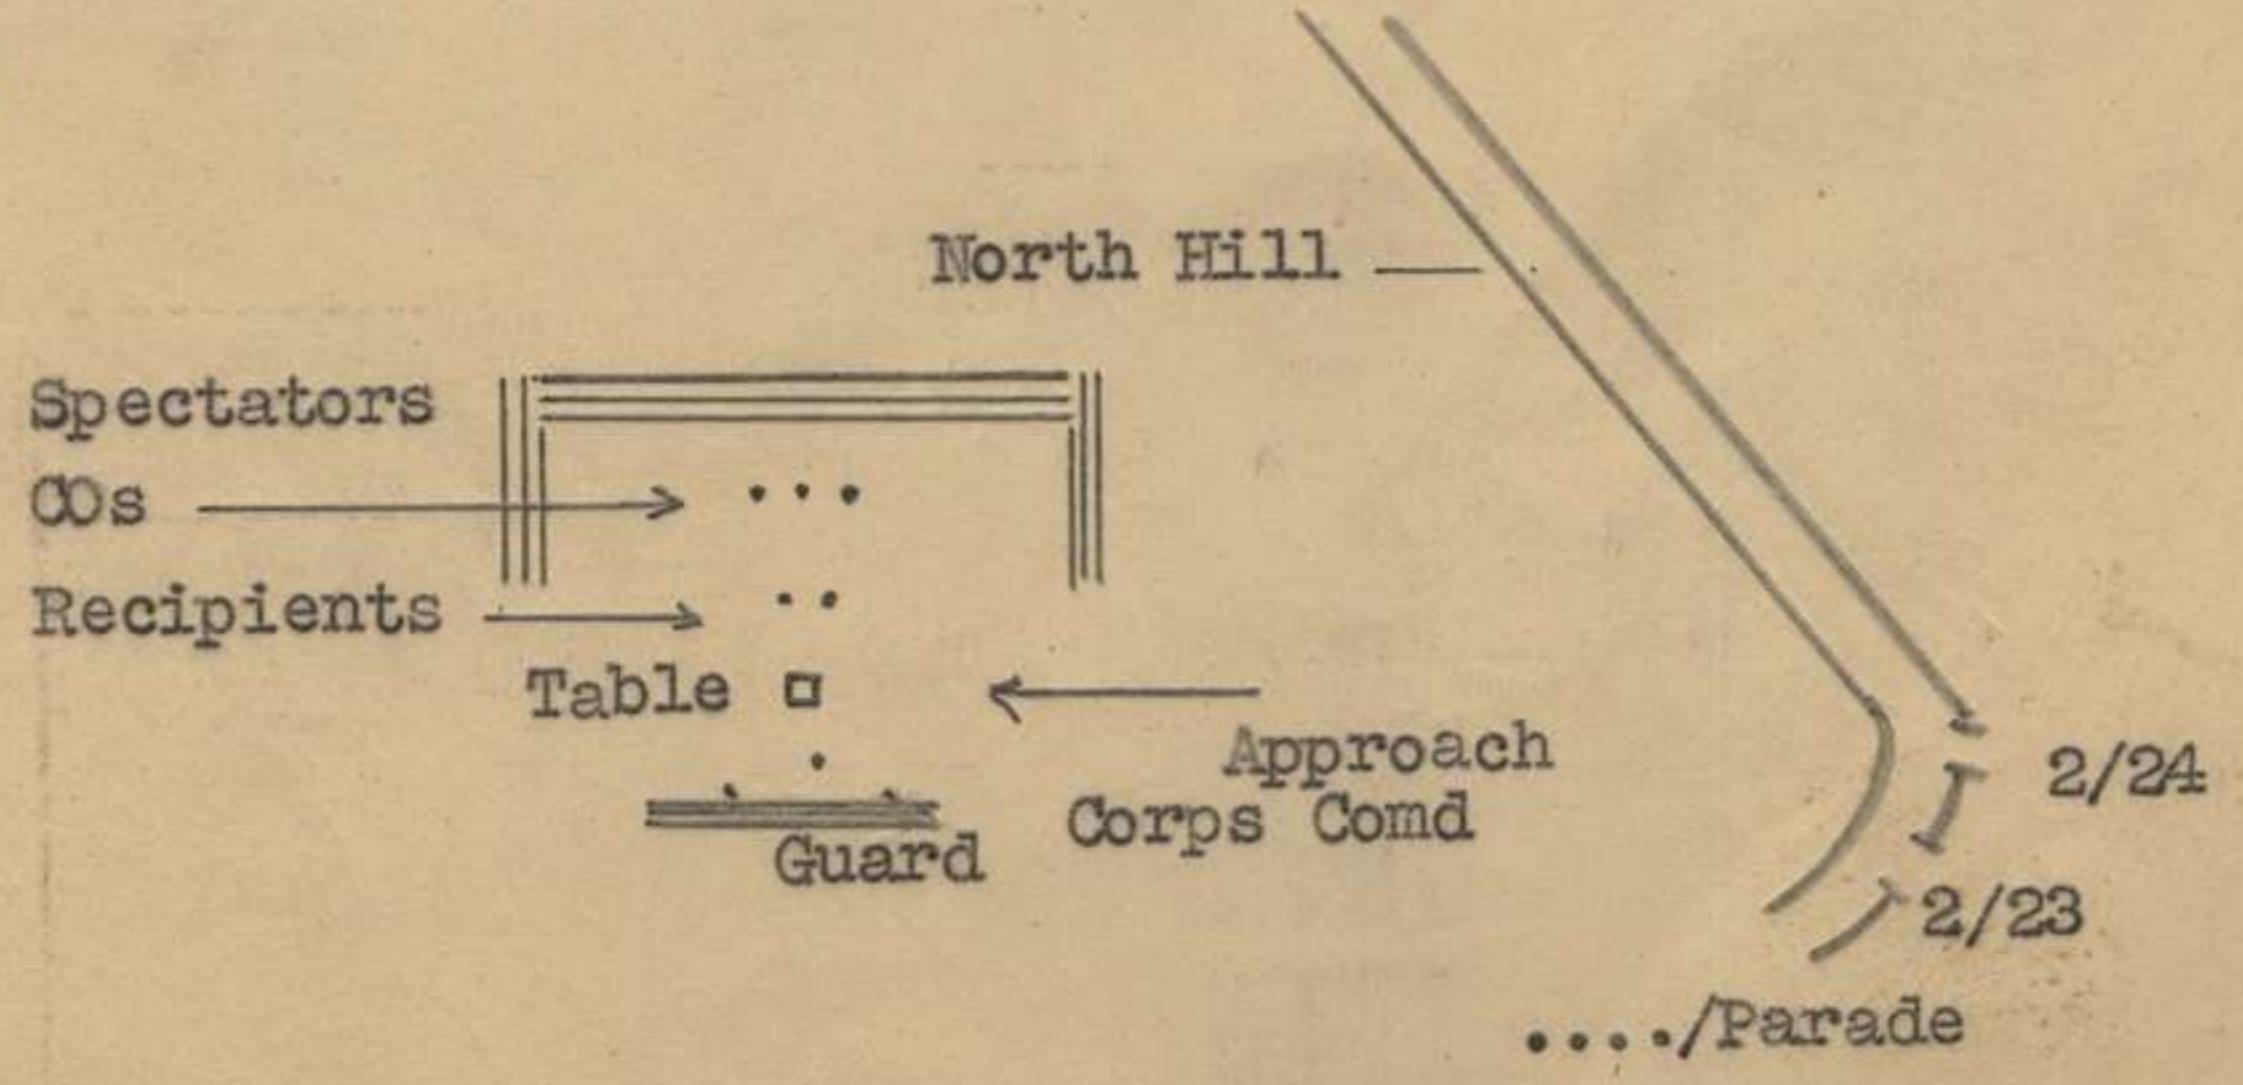 North Hill
Spectators
COs
Recipients
Table
Approach
Corps Comd
Guard
2/24
2/23
..../Parade